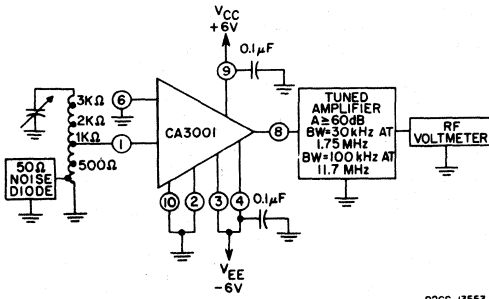 VCC
+6V
0.1µF
9
3KΩ
6
2KΩ
1KΩ
1
500Ω
CA3001
8
50Ω
NOISE
DIODE
TUNED
AMPLIFIER
A≥60dB
BW=30kHz AT
1.75 MHz
BW=100kHz AT
11.7 MHz
RF
VOLTMETER
10
2
3
4
0.1µF
VEE
-6V